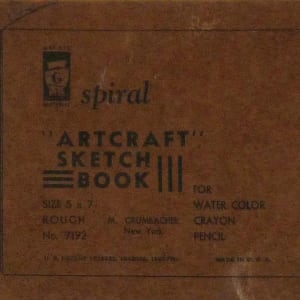 spiral
"ARTCRAFT"
SKETCH
BOOK
SIZE 5 x 7
ROUGH
No. 7192
M. GRUMBACHER
New York
FOR
WATER COLOR
CRAYON
PENCIL
MADE IN U.S.A.